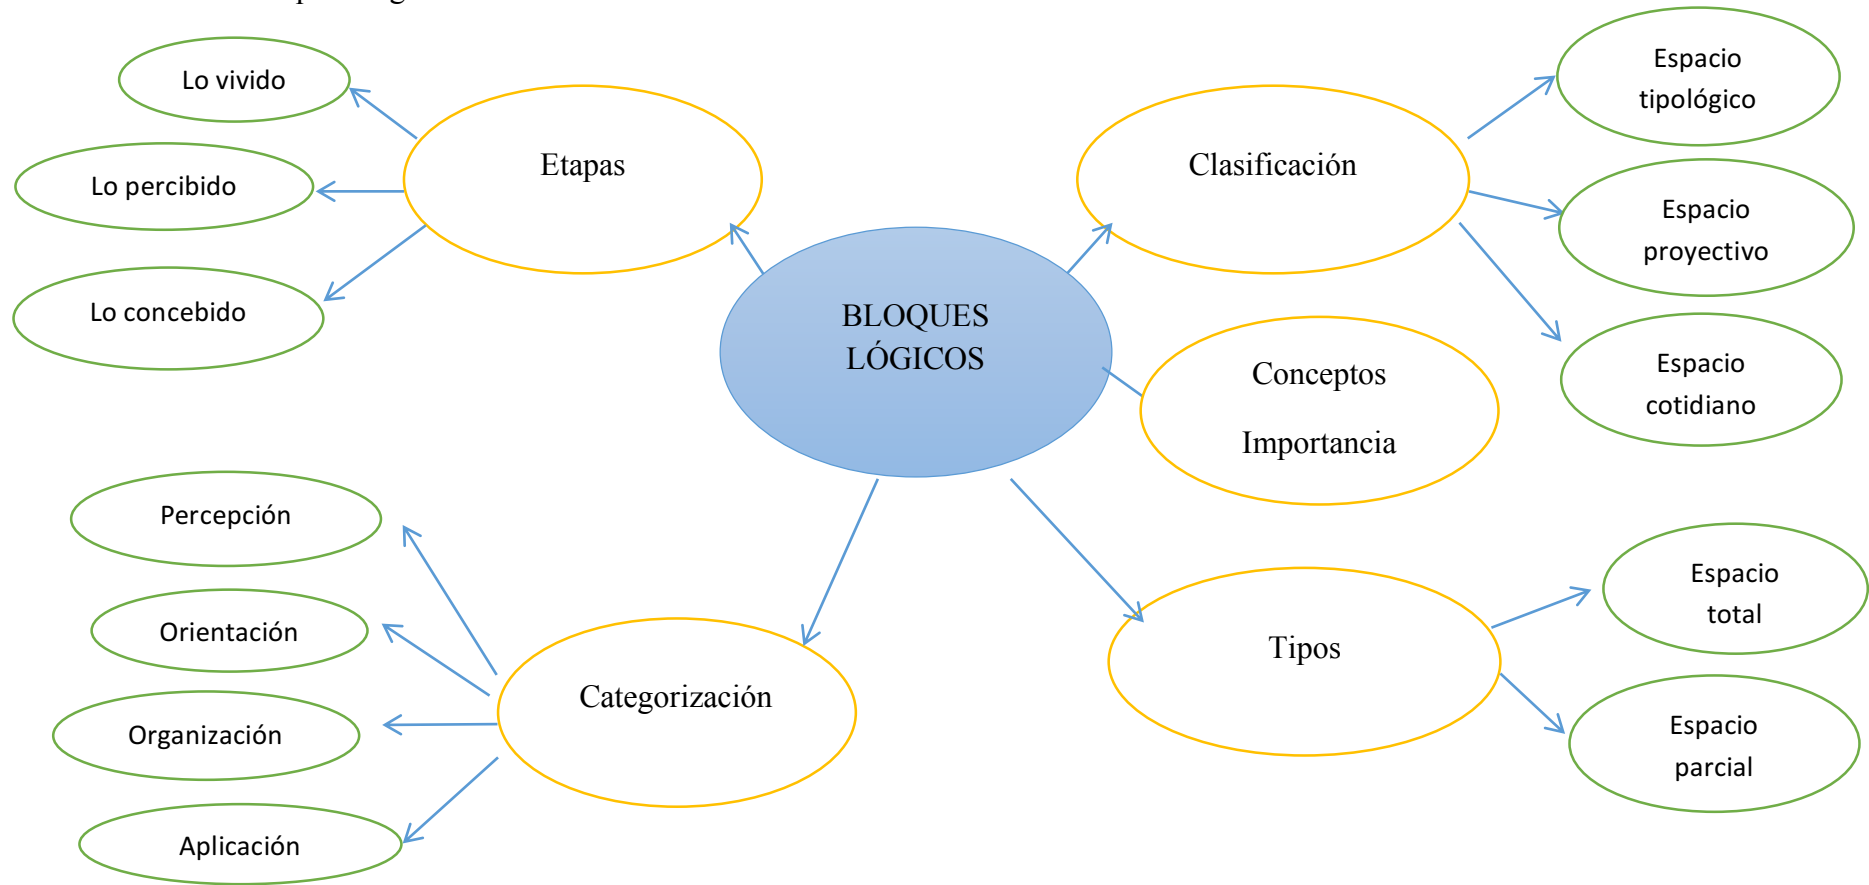 Lo vivido
Lo percibido
Lo concebido
Etapas
Clasificación
Espacio
tipológico
Espacio
proyectivo
Espacio
cotidiano
BLOQUES
LÓGICOS
Conceptos
Importancia
Percepción
Orientación
Organización
Aplicación
Categorización
Tipos
Espacio
total
Espacio
parcial